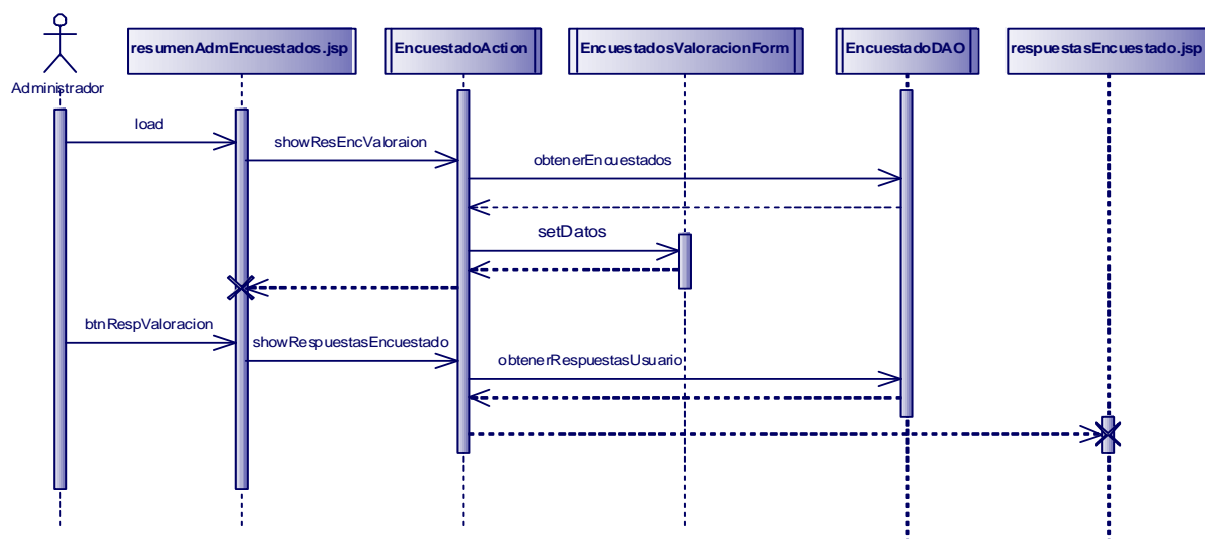 resumenAdmEncuestados.jsp
EncuestadoAction
EncuestadosValoracionForm
EncuestadoDAO
respuestasEncuestado.jsp
Administrador
load
showResEncValoraion
obtenerEncuestados
setDatos
btnRespValoracion
showRespuestasEncuestado
obtenerRespuestasUsuario